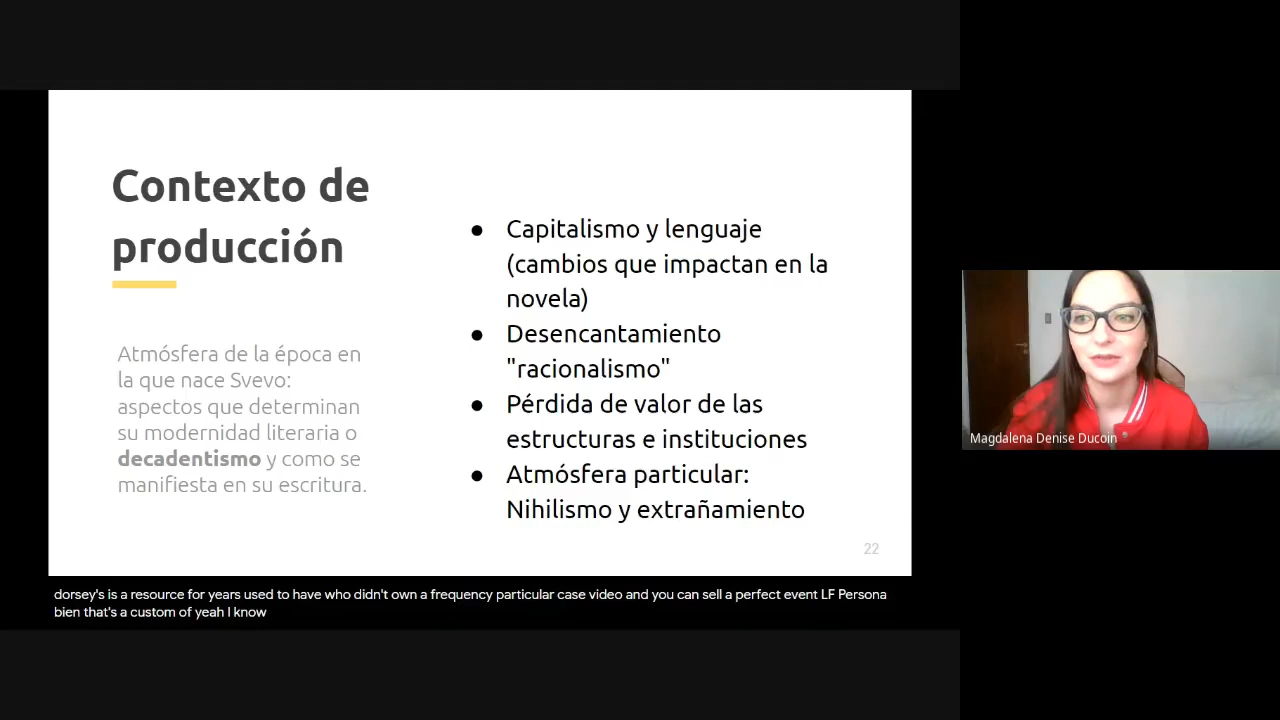 Contexto de
producción
Atmósfera de la época en
la que nace Svevo:
aspectos que determinan
su modernidad literaria o
decadentismo y como se
manifiesta en su escritura.
● Capitalismo y lenguaje
(cambios que impactan en la
novela)
● Desencantamiento
"racionalismo"
● Pérdida de valor de las
estructuras e instituciones
● Atmósfera particular:
Nihilismo y extrañamiento
22
dorsey's is a resource for years used to have who didn't own a frequency particular case video and you can sell a perfect event LF Persona
bien that's a custom of yeah I know
Magdalena Denise Ducoin